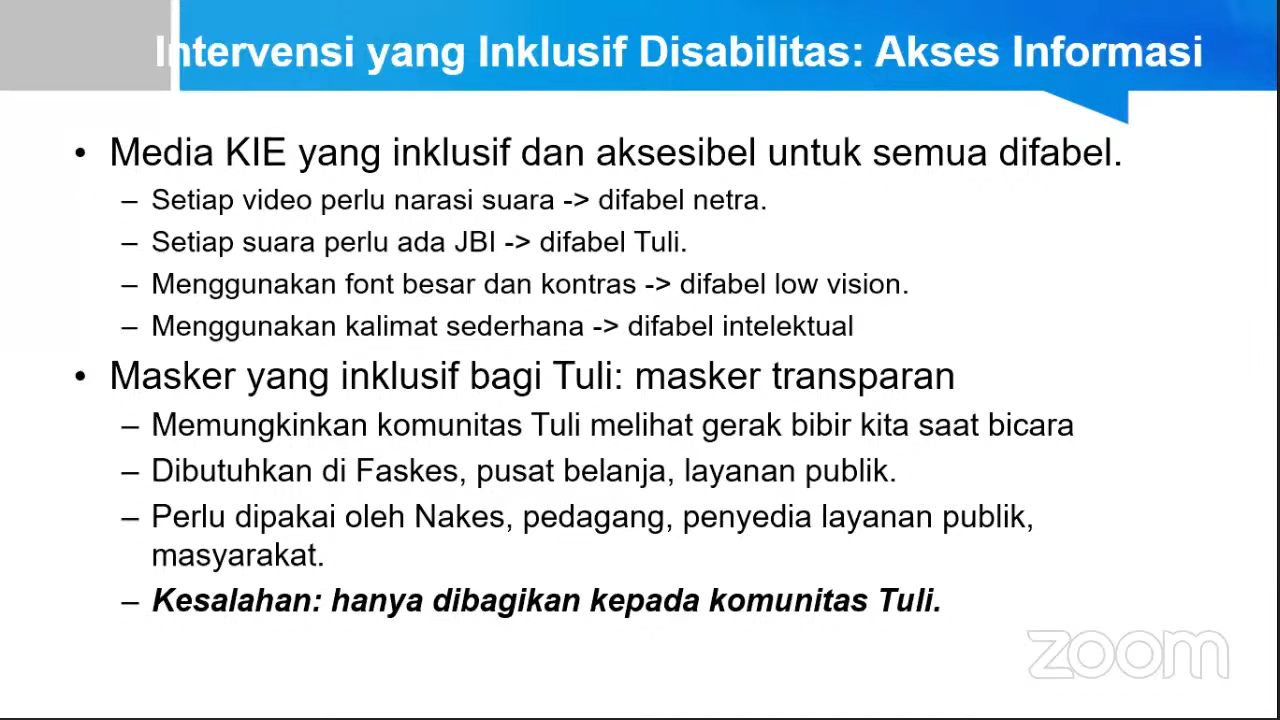 Intervensi yang Inklusif Disabilitas: Akses Informasi
• Media KIE yang inklusif dan aksesibel untuk semua difabel.
– Setiap video perlu narasi suara -> difabel netra.
– Setiap suara perlu ada JBI -> difabel Tuli.
– Menggunakan font besar dan kontras -> difabel low vision.
– Menggunakan kalimat sederhana -> difabel intelektual
• Masker yang inklusif bagi Tuli: masker transparan
– Memungkinkan komunitas Tuli melihat gerak bibir kita saat bicara
– Dibutuhkan di Faskes, pusat belanja, layanan publik.
– Perlu dipakai oleh Nakes, pedagang, penyedia layanan publik,
masyarakat.
– Kesalahan: hanya dibagikan kepada komunitas Tuli.
zoom